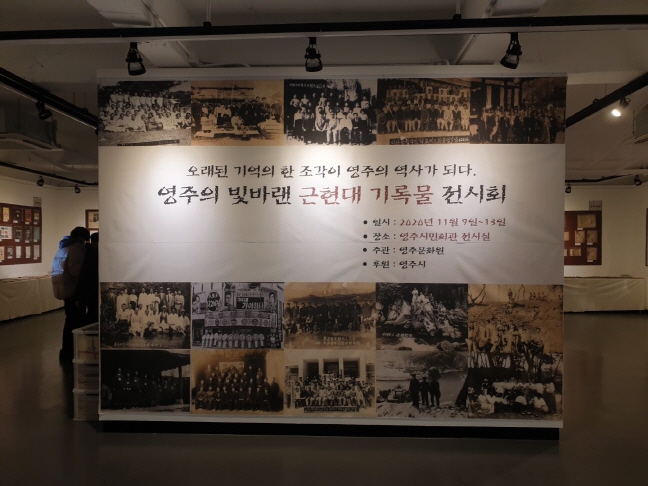 오래된 기억의 한 조각이 영주의 역사가 되다.
영주의 빛바랜 근현대 기록물 전시회
• 일시 : 2020년 11월 9일~13일
• 장소 : 영주시민회관 전시실
• 주관 : 영주문화원
• 후원 : 영주시